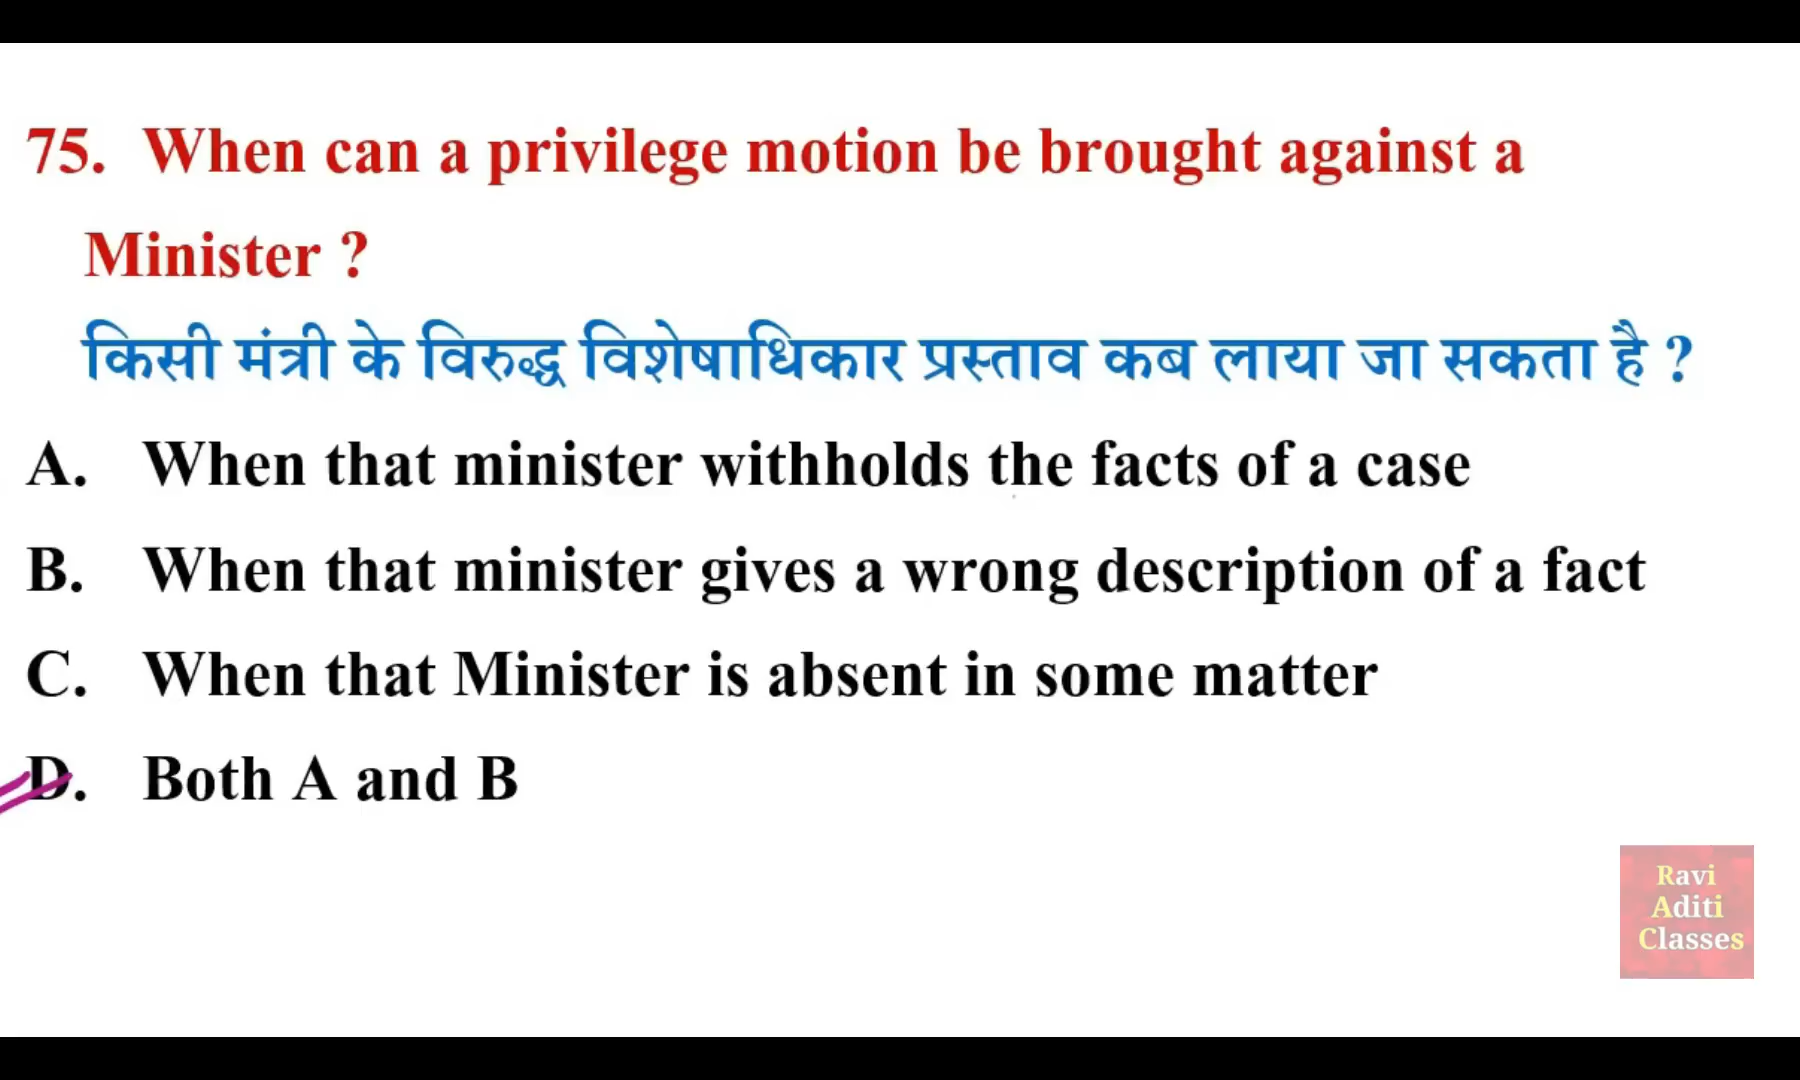 75. When can a privilege motion be brought against a
Minister ?
किसी मंत्री के विरुद्ध विशेषाधिकार प्रस्ताव कब लाया जा सकता है ?
A. When that minister withholds the facts of a case
B. When that minister gives a wrong description of a fact
C. When that Minister is absent in some matter
D. Both A and B
Ravi
Aditi
Classes